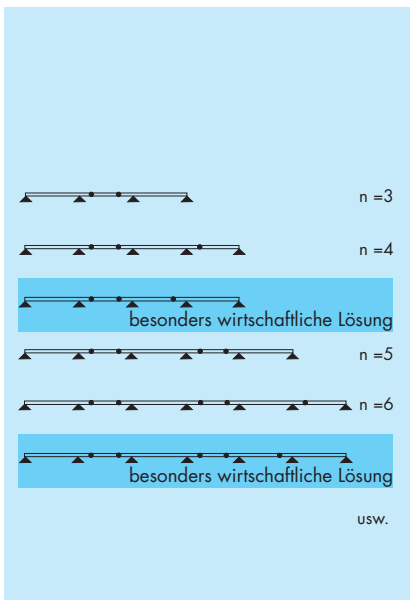 n =3
n =4
besonders wirtschaftliche Lösung
n =5
n =6
besonders wirtschaftliche Lösung
usw.